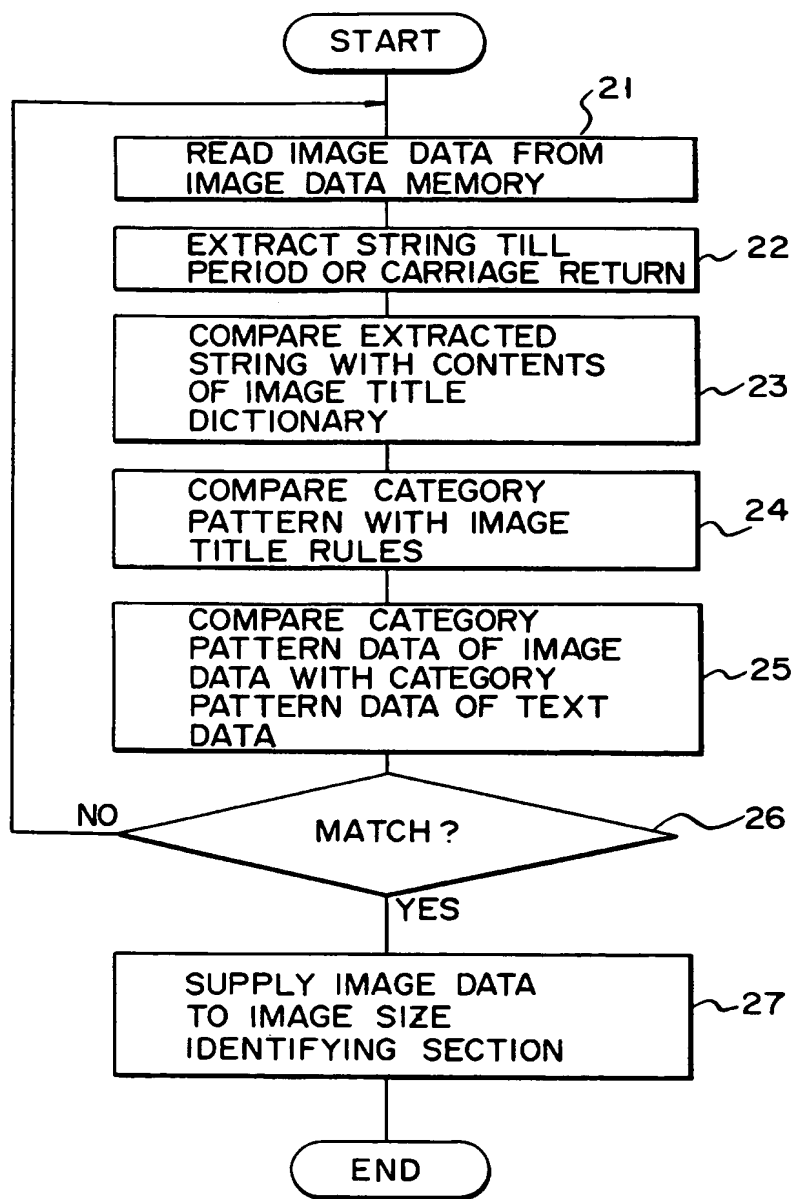 START
21
READ IMAGE DATA FROM
IMAGE DATA MEMORY
EXTRACT STRING TILL
PERIOD OR CARRIAGE RETURN
22
COMPARE EXTRACTED
STRING WITH CONTENTS
OF IMAGE TITLE
DICTIONARY
23
COMPARE CATEGORY
PATTERN WITH IMAGE
TITLE RULES
24
COMPARE CATEGORY
PATTERN DATA OF IMAGE
DATA WITH CATEGORY
PATTERN DATA OF TEXT
DATA
25
NO
MATCH?
26
YES
SUPPLY IMAGE DATA
TO IMAGE SIZE
IDENTIFYING SECTION
27
END